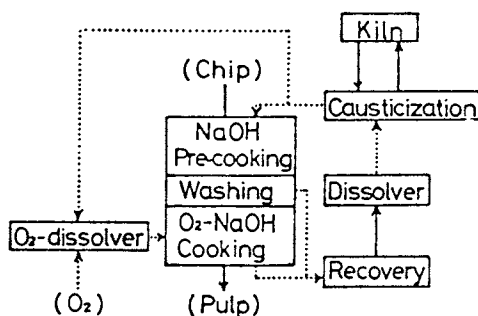 Kiln
(Chip)
Causticization
NaOH
Pre-cooking
Washing
Dissolver
O₂-NaOH
Cooking
O₂-dissolver
Recovery
(O₂)
(Pulp)